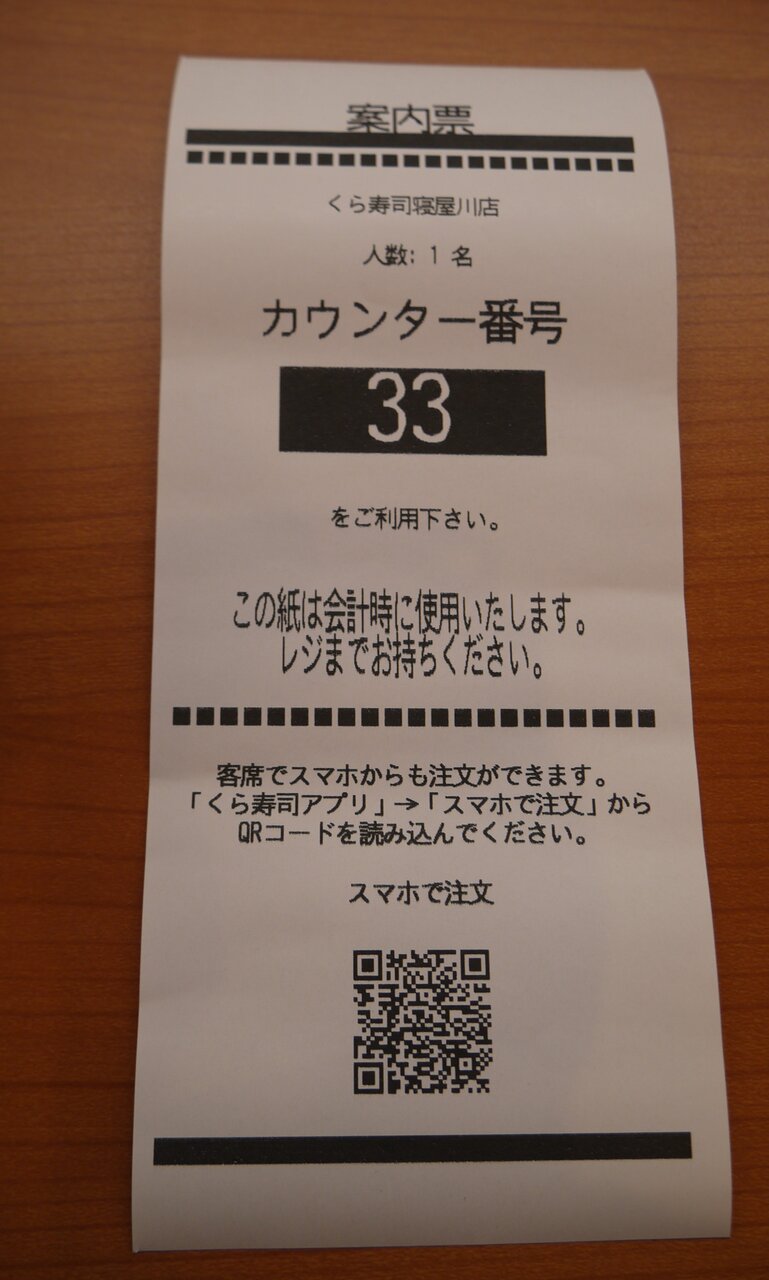 案内票
くら寿司寝屋川店
人数: 1 名
カウンター番号
33
をご利用下さい。
この紙は会計時に使用いたします。
レジまでお持ちください。
客席でスマホからも注文ができます。
「くら寿司アプリ」→「スマホで注文」から
QRコードを読み込んでください。
スマホで注文